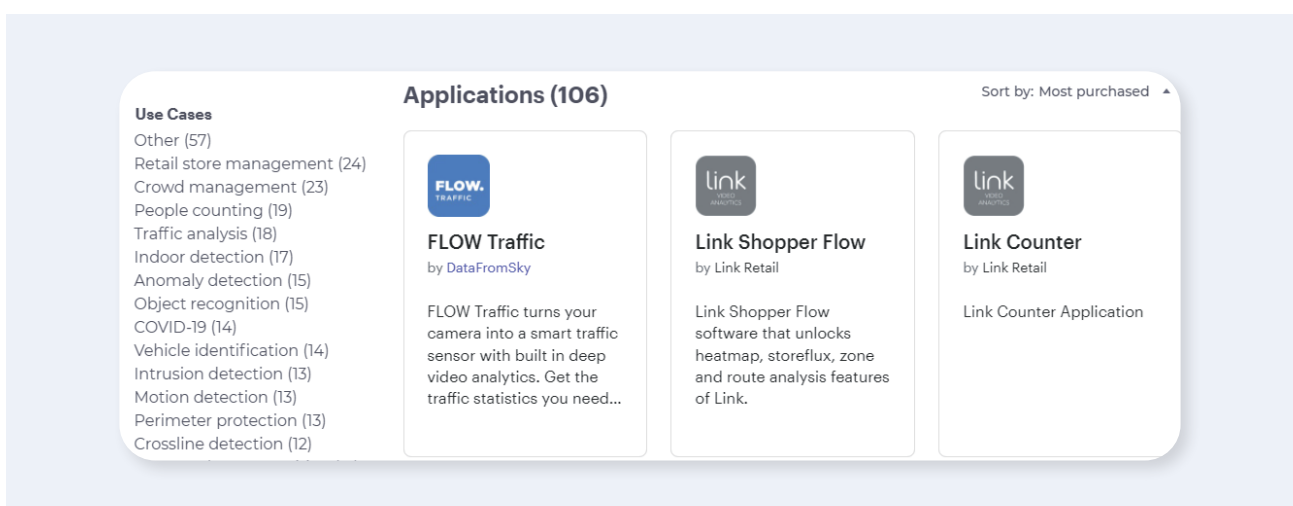 Use Cases
Other (57)
Retail store management (24)
Crowd management (23)
People counting (19)
Traffic analysis (18)
Indoor detection (17)
Anomaly detection (15)
Object recognition (15)
COVID-19 (14)
Vehicle identification (14)
Intrusion detection (13)
Motion detection (13)
Perimeter protection (13)
Crossline detection (12)
Applications (106)
Sort by: Most purchased
FLOW.
TRAFFIC
FLOW Traffic
by DataFromSky
FLOW Traffic turns your
camera into a smart traffic
sensor with built in deep
video analytics. Get the
traffic statistics you need...
link
VIDEO
ANALYTICS
Link Shopper Flow
by Link Retail
Link Shopper Flow
software that unlocks
heatmap, storeflux, zone
and route analysis features
of Link.
link
VIDEO
ANALYTICS
Link Counter
by Link Retail
Link Counter Application